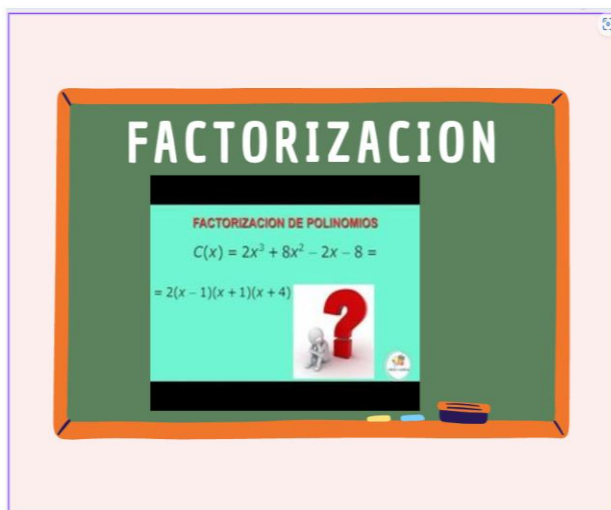 FACTORIZACION
FACTORIZACION DE POLINOMIOS
C(x) = 2x³ + 8x² – 2x – 8 =
= 2(x – 1)(x + 1)(x + 4)
?